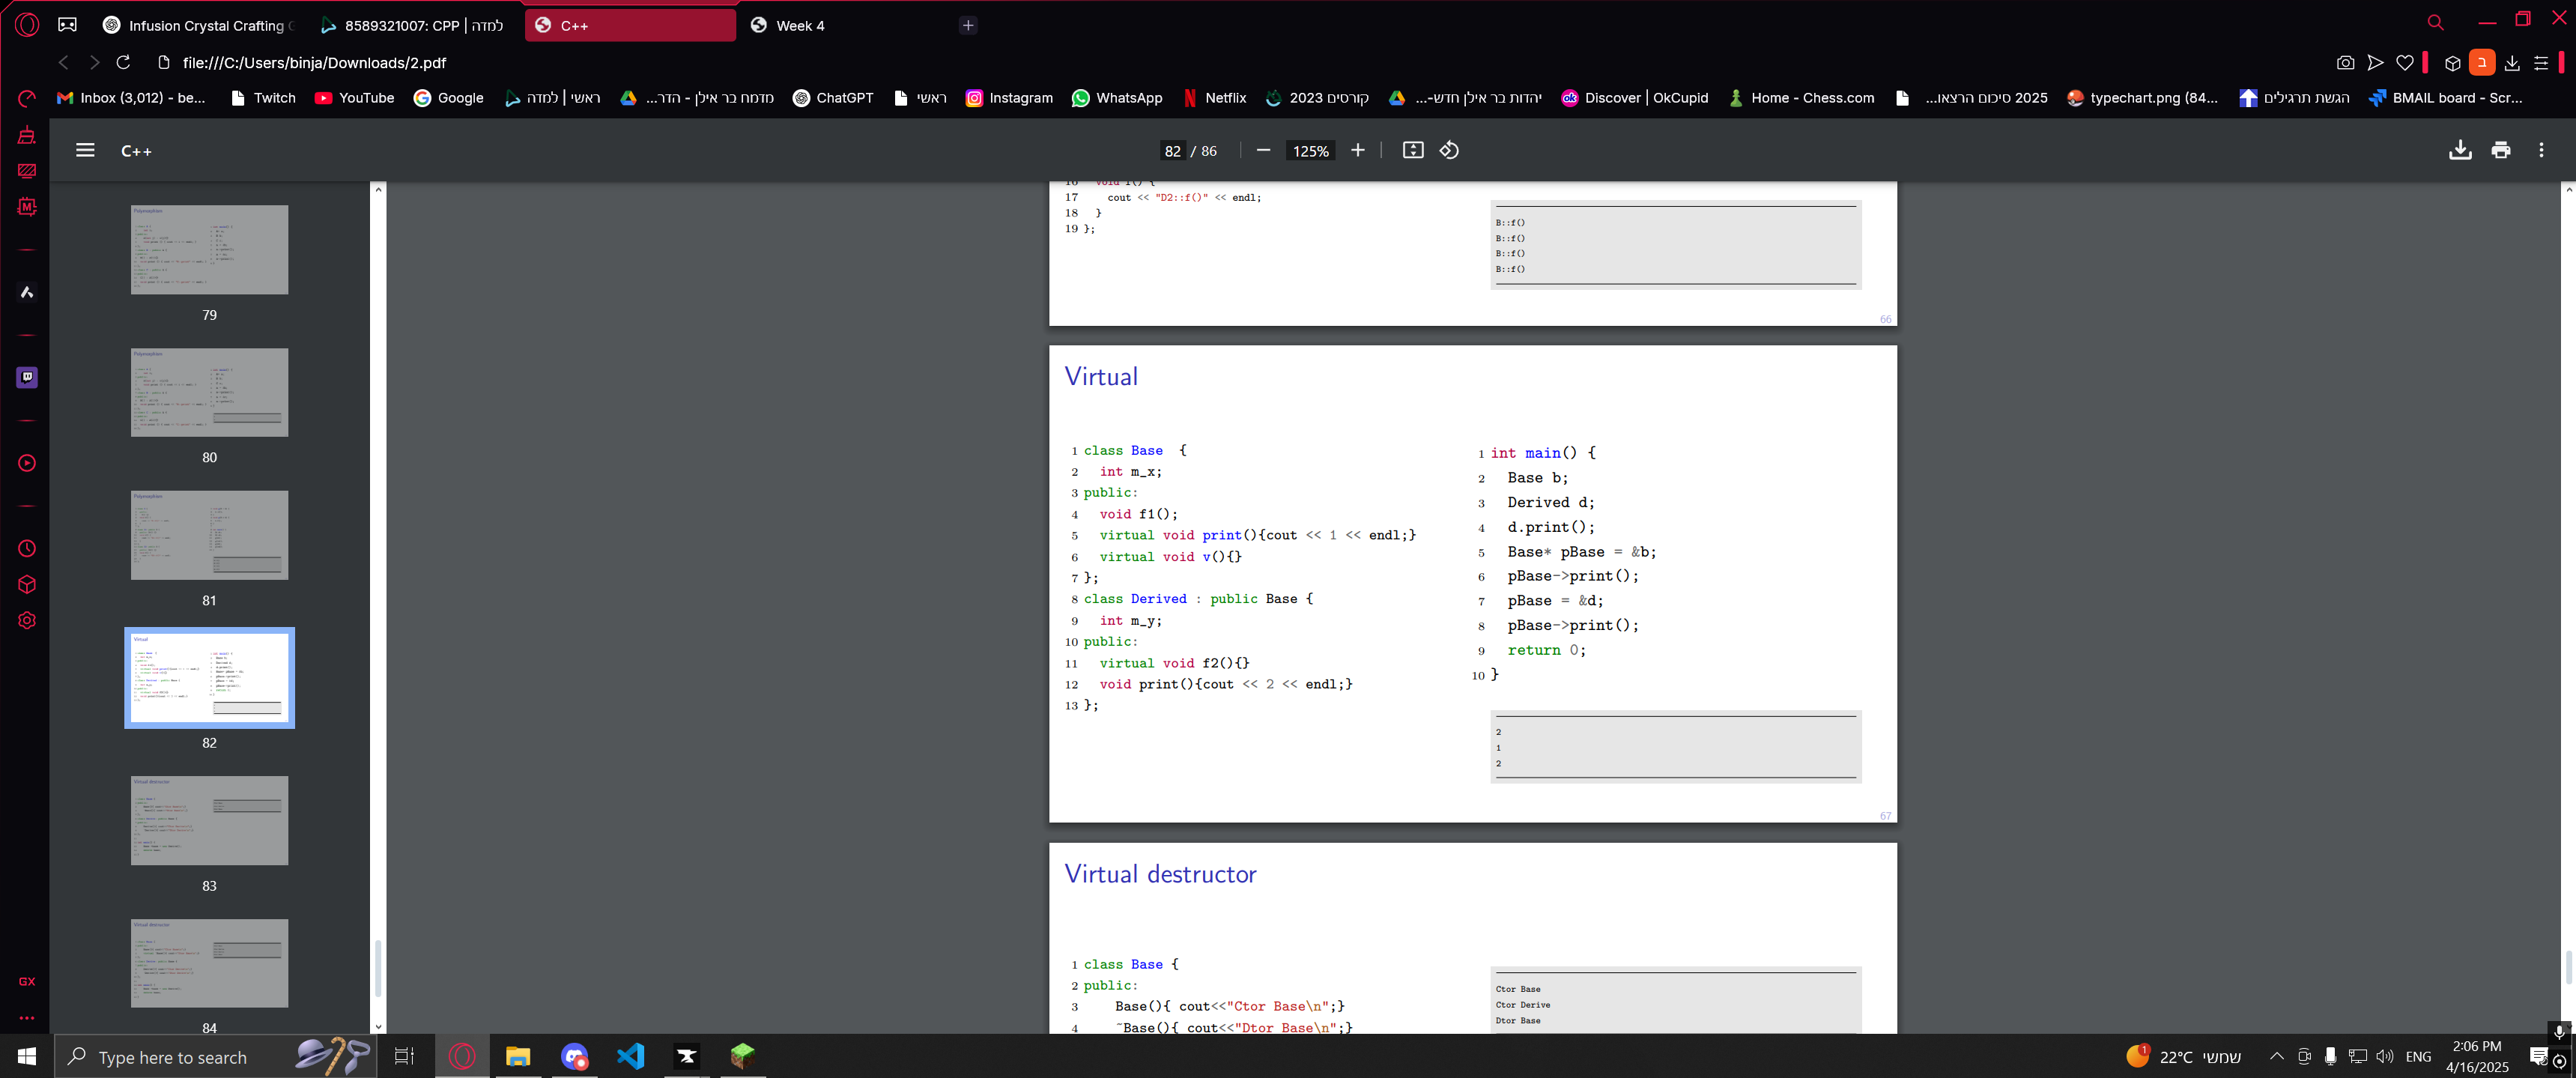 Infusion Crystal Crafting G
8589321007: CPP | למדה
C++
Week 4
file:///C:/Users/binja/Downloads/2.pdf
Inbox (3,012) - be...
Twitch
YouTube
Google
ראשי | למדה
מדמח בר אילן - הדר...
ChatGPT
ראשי
Instagram
WhatsApp
Netflix
קורסים 2023
יהדות בר אילן חדש-...
Discover | OkCupid
Home - Chess.com
2025 סיכום הרצאו...
typechart.png (84...
הגשת תרגילים
BMAIL board - Scr...
C++
82 / 86
125%
79
80
81
82
83
84
16 void f() {
17 cout << "D2::f()" << endl;
18 }
19 };
B::f()
B::f()
B::f()
B::f()
66
Virtual
1 class Base {
2 int m_x;
3 public:
4 void f1();
5 virtual void print(){cout << 1 << endl;}
6 virtual void v(){}
7 };
8 class Derived : public Base {
9 int m_y;
10 public:
11 virtual void f2(){}
12 void print(){cout << 2 << endl;}
13 };
1 int main() {
2 Base b;
3 Derived d;
4 d.print();
5 Base* pBase = &b;
6 pBase->print();
7 pBase = &d;
8 pBase->print();
9 return 0;
10 }
2
1
2
67
Virtual destructor
1 class Base {
2 public:
3 Base(){ cout<<"Ctor Base\n";}
4 ~Base(){ cout<<"Dtor Base\n";}
Ctor Base
Ctor Derive
Dtor Base
GX
Type here to search
22°C שמשי
ENG
2:06 PM
4/16/2025